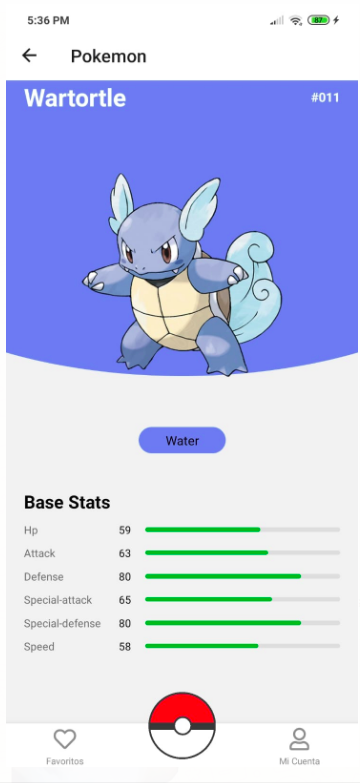 5:36 PM 87
Pokemon
Wartortle #011
Water
Base Stats
Hp 59
Attack 63
Defense 80
Special-attack 65
Special-defense 80
Speed 58
Favoritos Mi Cuenta